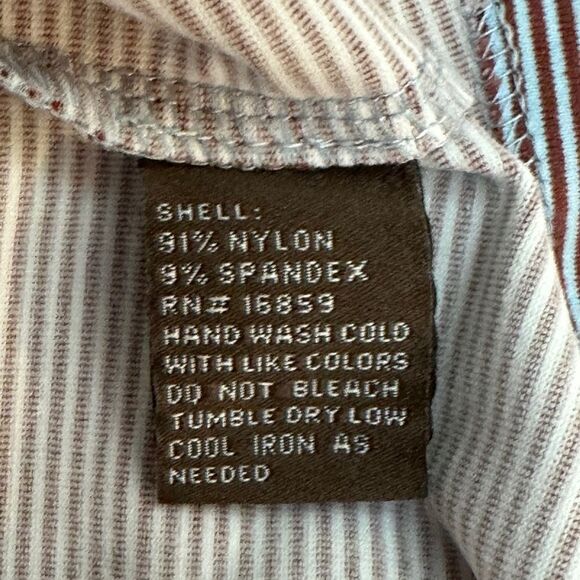 SHELL:
91% NYLON
9% SPANDEX
RN# 16859
HAND WASH COLD
WITH LIKE COLORS
DO NOT BLEACH
TUMBLE DRY LOW
COOL IRON AS
NEEDED